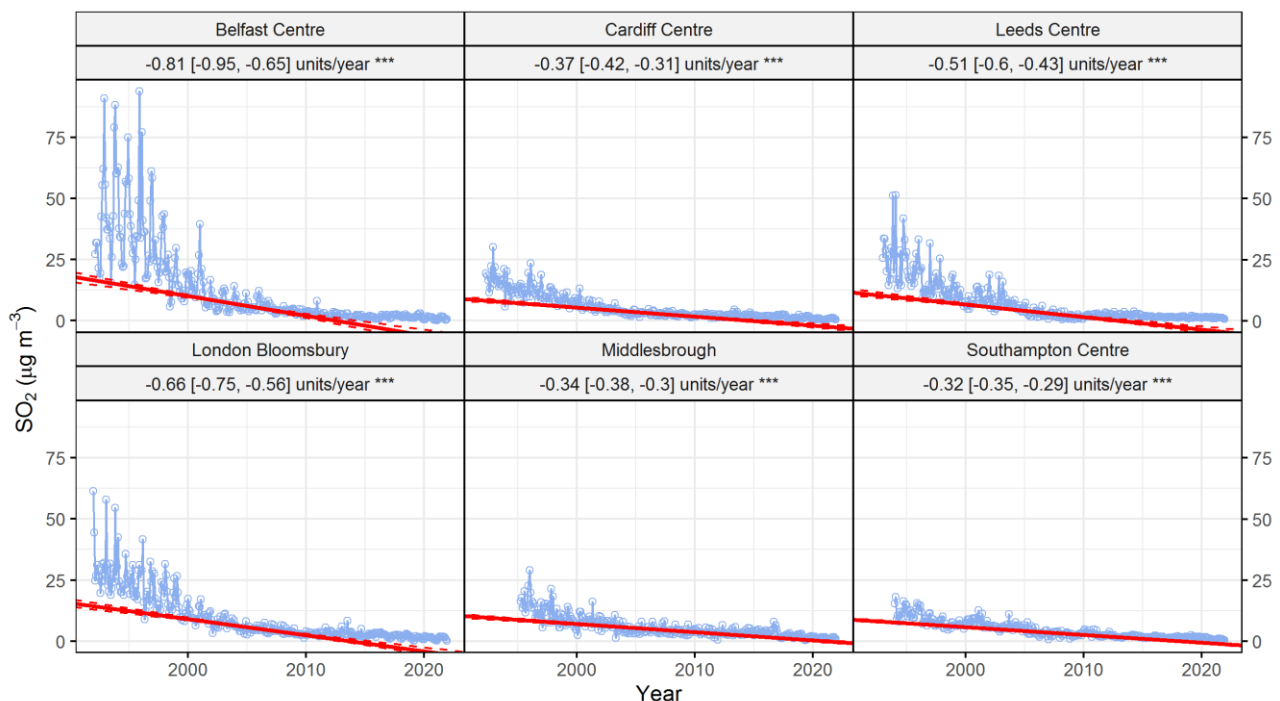 Belfast Centre Cardiff Centre Leeds Centre
-0.81 [-0.95, -0.65] units/year *** -0.37 [-0.42, -0.31] units/year *** -0.51 [-0.6, -0.43] units/year ***
75 75
50 50
25 25
0 0
London Bloomsbury Middlesbrough Southampton Centre
-0.66 [-0.75, -0.56] units/year *** -0.34 [-0.38, -0.3] units/year *** -0.32 [-0.35, -0.29] units/year ***
SO₂ (µg m⁻³)
75 75
50 50
25 25
0 0
2000 2010 2020 2000 2010 2020 2000 2010 2020
Year